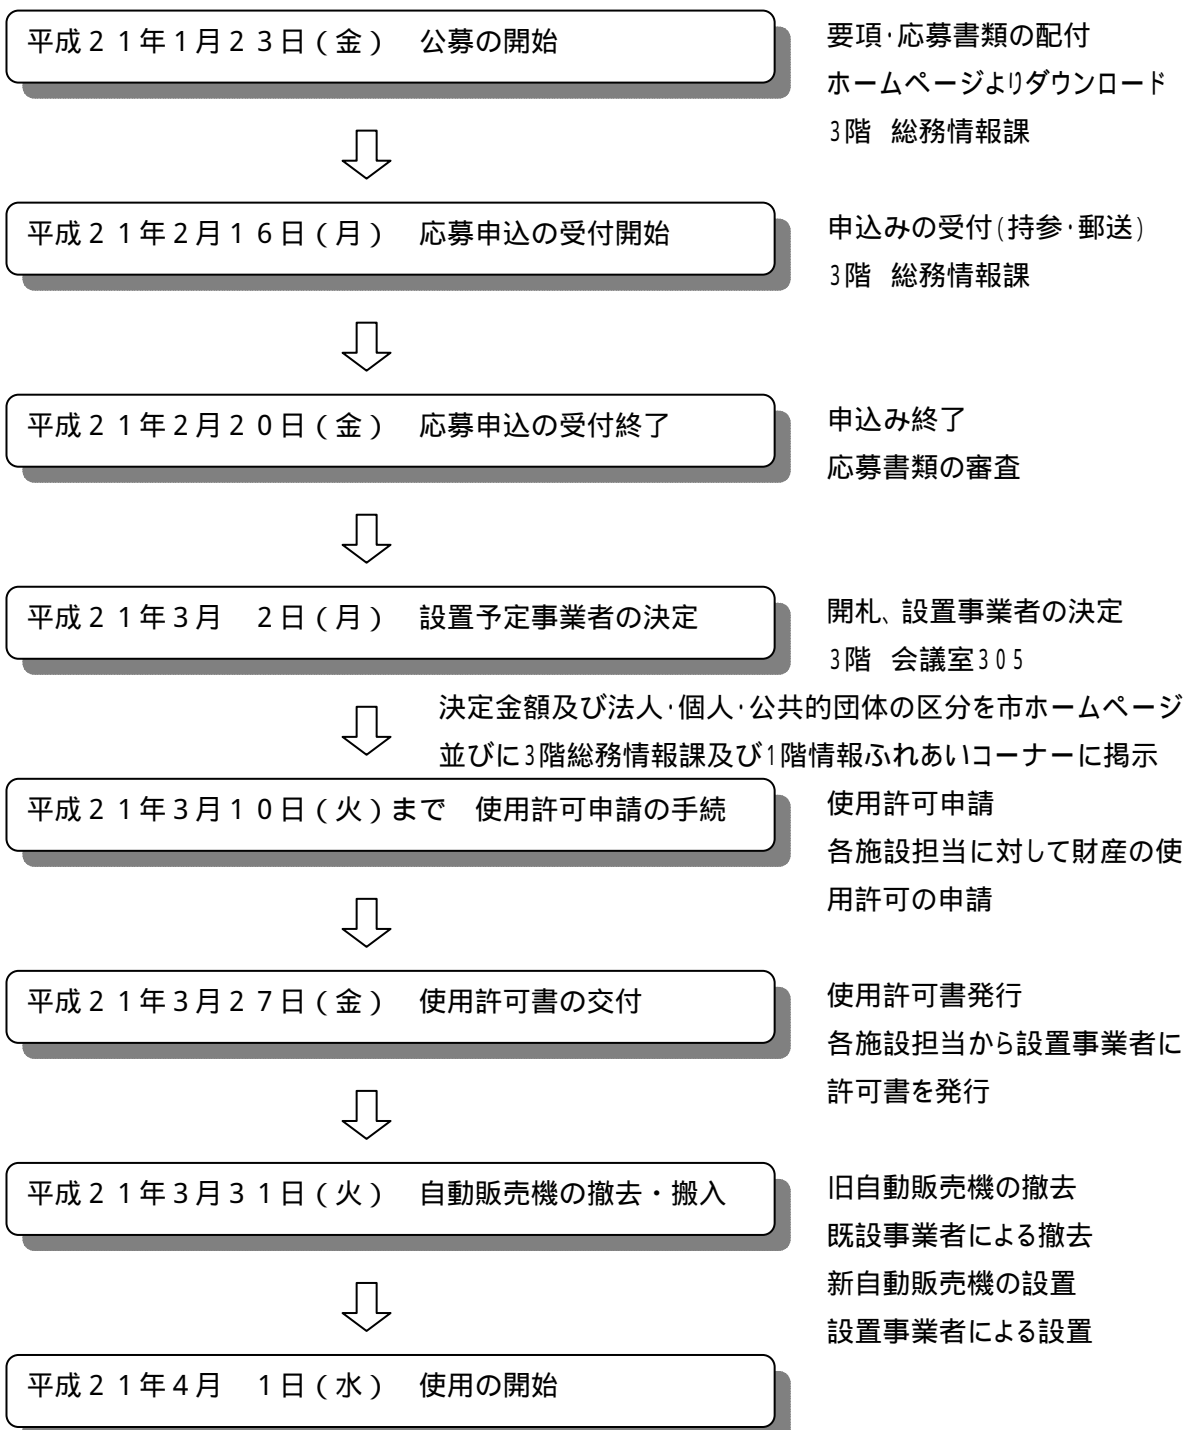 平成２１年１月２３日（金）　公募の開始
要項・応募書類の配付
ホームページよりダウンロード
3階　総務情報課
平成２１年２月１６日（月）　応募申込の受付開始
申込みの受付(持参・郵送)
3階　総務情報課
平成２１年２月２０日（金）　応募申込の受付終了
申込み終了
応募書類の審査
平成２１年３月　２日（月）　設置予定事業者の決定
開札、設置事業者の決定
3階　会議室305
決定金額及び法人・個人・公共的団体の区分を市ホームページ
並びに3階総務情報課及び1階情報ふれあいコーナーに掲示
平成２１年３月１０日（火）まで　使用許可申請の手続
使用許可申請
各施設担当に対して財産の使
用許可の申請
平成２１年３月２７日（金）　使用許可書の交付
使用許可書発行
各施設担当から設置事業者に
許可書を発行
平成２１年３月３１日（火）　自動販売機の撤去・搬入
旧自動販売機の撤去
既設事業者による撤去
新自動販売機の設置
設置事業者による設置
平成２１年４月　１日（水）　使用の開始